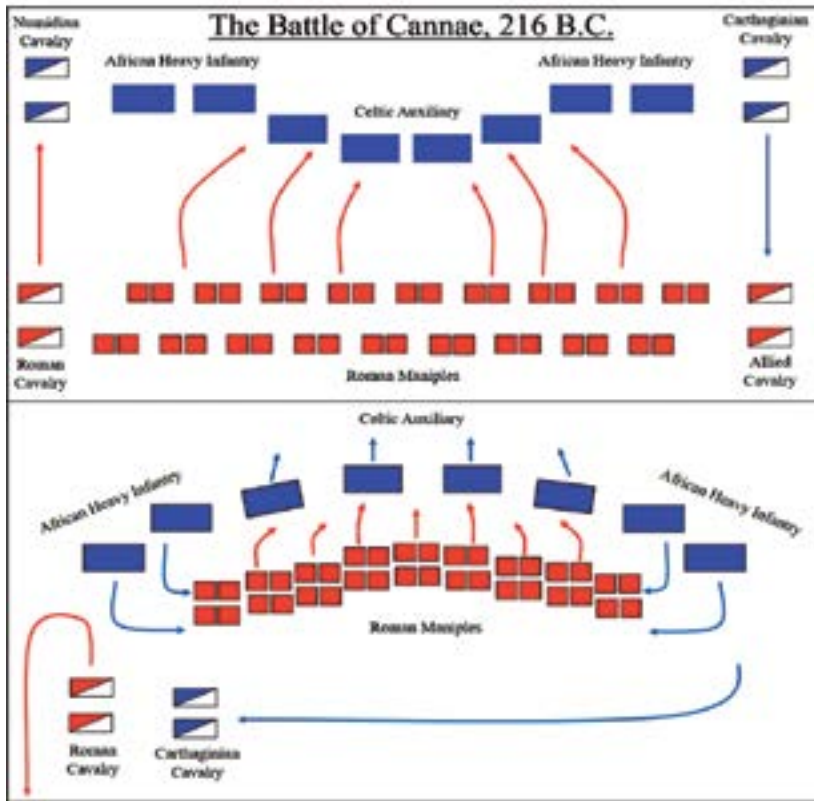 The Battle of Cannae, 216 B.C.
Numidian
Cavalry
Carthaginian
Cavalry
African Heavy Infantry
African Heavy Infantry
Celtic Auxiliary
Roman
Cavalry
Roman Maniples
Allied
Cavalry
Celtic Auxiliary
African Heavy Infantry
African Heavy Infantry
Roman Maniples
Roman
Cavalry
Carthaginian
Cavalry